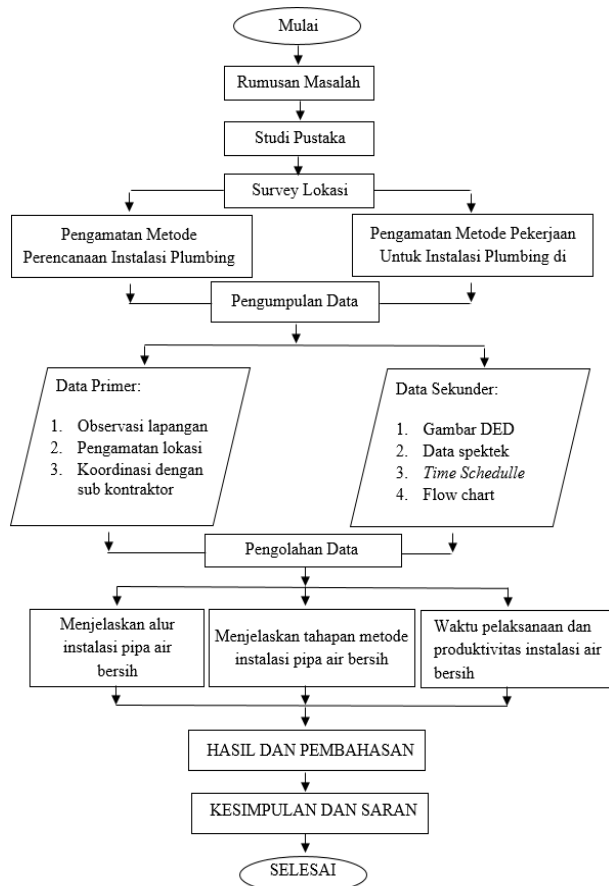 Mulai
Rumusan Masalah
Studi Pustaka
Survey Lokasi
Pengamatan Metode
Perencanaan Instalasi Plumbing
Pengamatan Metode Pekerjaan
Untuk Instalasi Plumbing di
Pengumpulan Data
Data Primer:
1. Observasi lapangan
2. Pengamatan lokasi
3. Koordinasi dengan
sub kontraktor
Data Sekunder:
1. Gambar DED
2. Data spektek
3. Time Schedulle
4. Flow chart
Pengolahan Data
Menjelaskan alur
instalasi pipa air
bersih
Menjelaskan tahapan metode
instalasi pipa air bersih
Waktu pelaksanaan dan
produktivitas instalasi air
bersih
HASIL DAN PEMBAHASAN
KESIMPULAN DAN SARAN
SELESAI